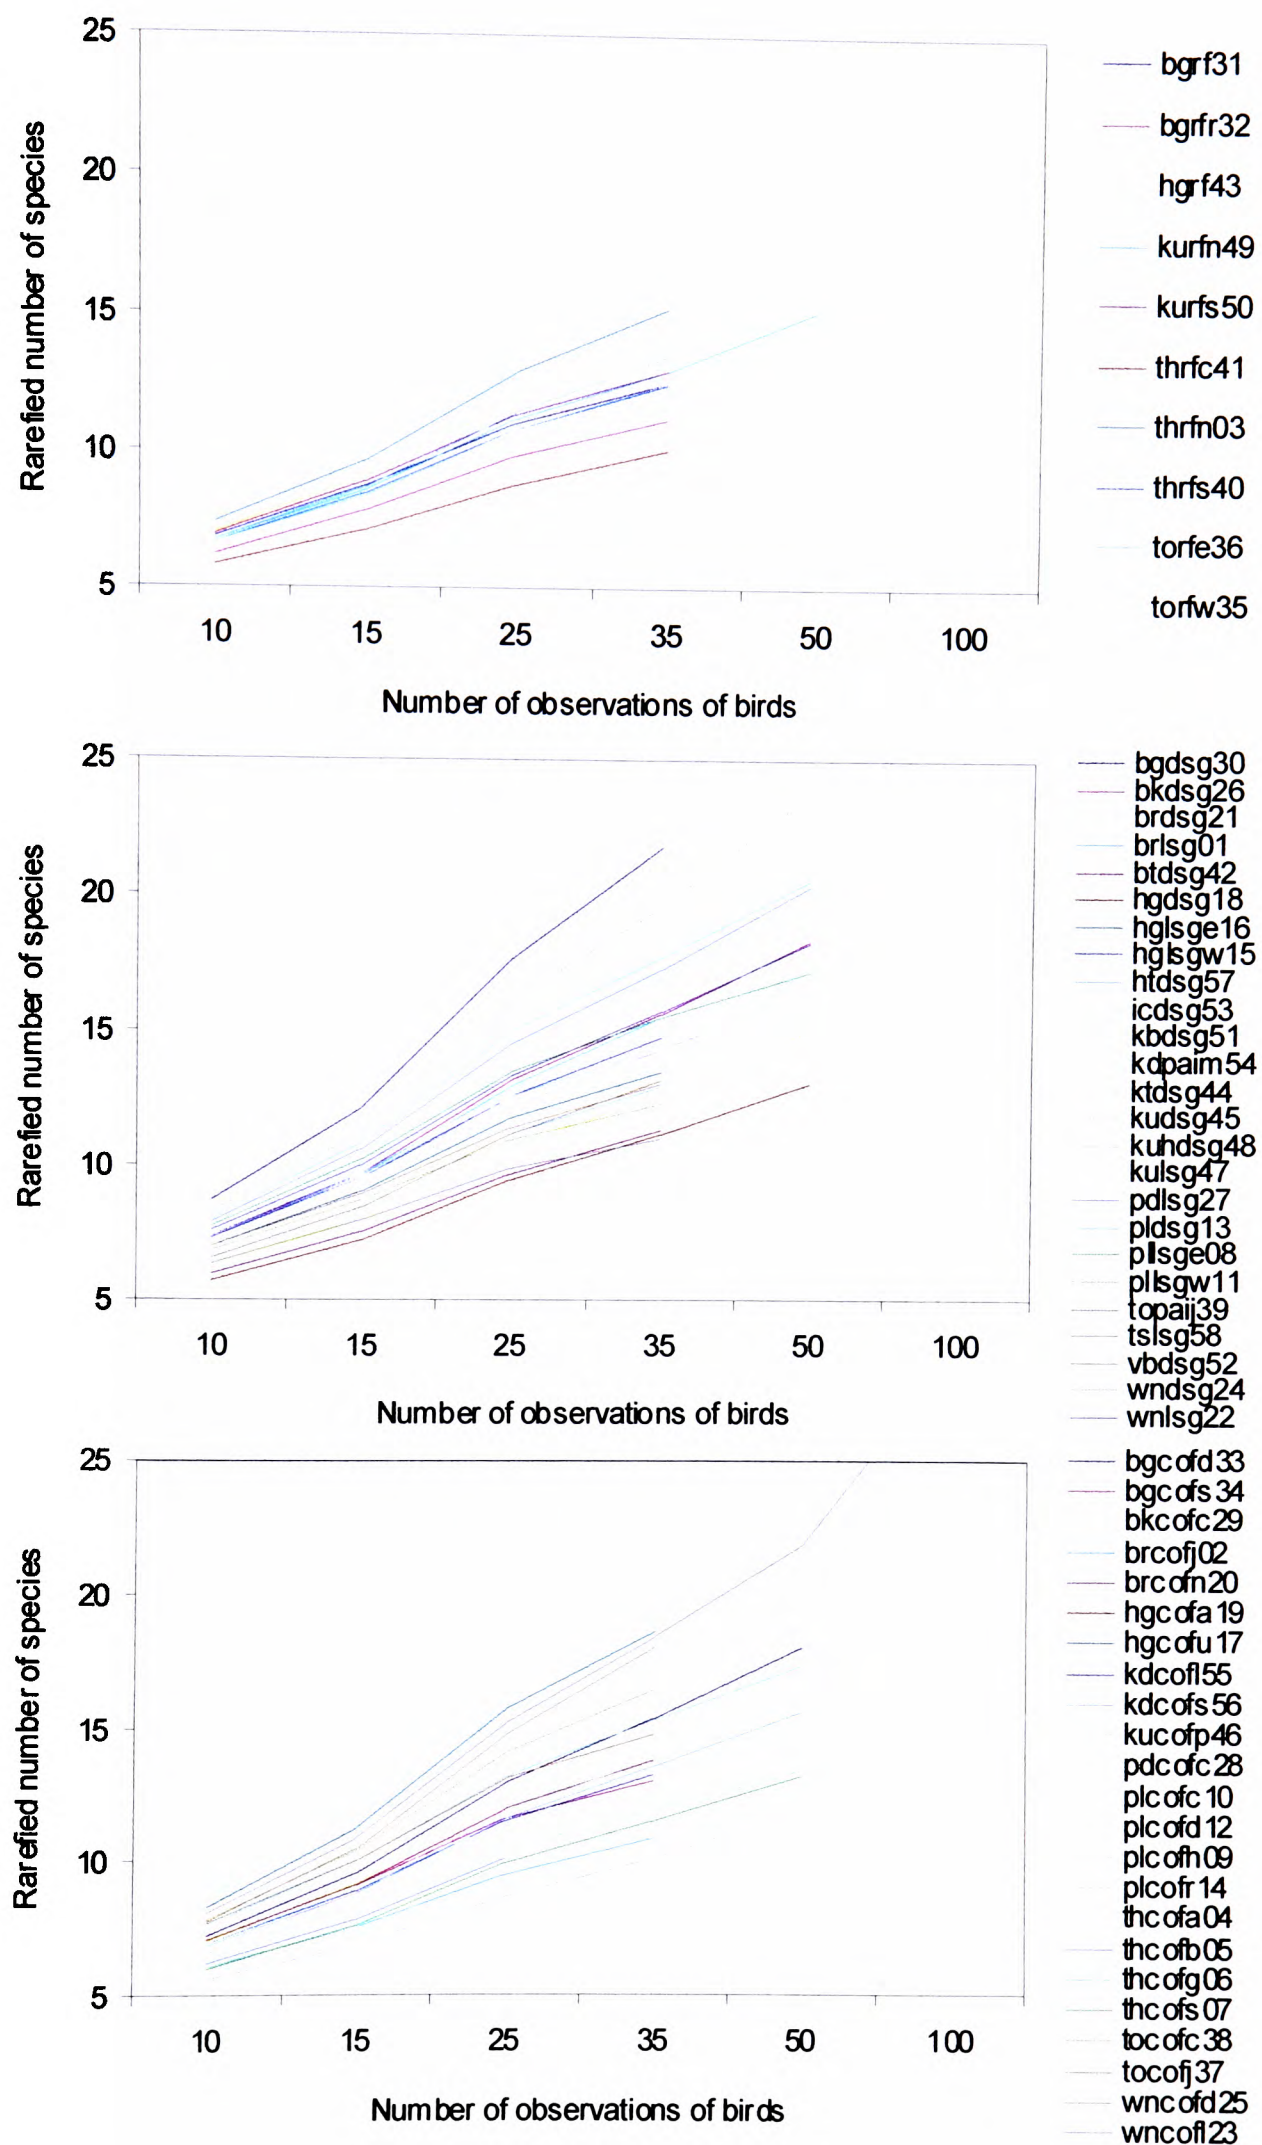 25
20
15
10
5
Rarefied number of species
10 15 25 35 50 100
Number of observations of birds
bgrf31
bgrfr32
hgrf43
kurfn49
kurfs50
thrfc41
thrfn03
thrfs40
torfe36
torfw35
25
20
15
10
5
Rarefied number of species
10 15 25 35 50 100
Number of observations of birds
bgdsg30
bkdsg26
brdsg21
brlsg01
btdsg42
hgdsg18
hglsge16
hglsgw15
htdsg57
icdsg53
kbdsg51
kdpaim54
ktdsg44
kudsg45
kuhdsg48
kulsg47
pdlsg27
pldsg13
pllsge08
pllsgw11
topaij39
tslsg58
vbdsg52
wndsg24
wnlsg22
25
20
15
10
5
Rarefied number of species
10 15 25 35 50 100
Number of observations of birds
bgcofd33
bgcofs34
bkcofc29
brcofj02
brcofn20
hgcofa19
hgcofu17
kdcofl55
kdcofs56
kucofp46
pdcofc28
plcofc10
plcofd12
plcofh09
plcofr14
thcofa04
thcofb05
thcofg06
thcofs07
tocofc38
tocofj37
wncofd25
wncofl23